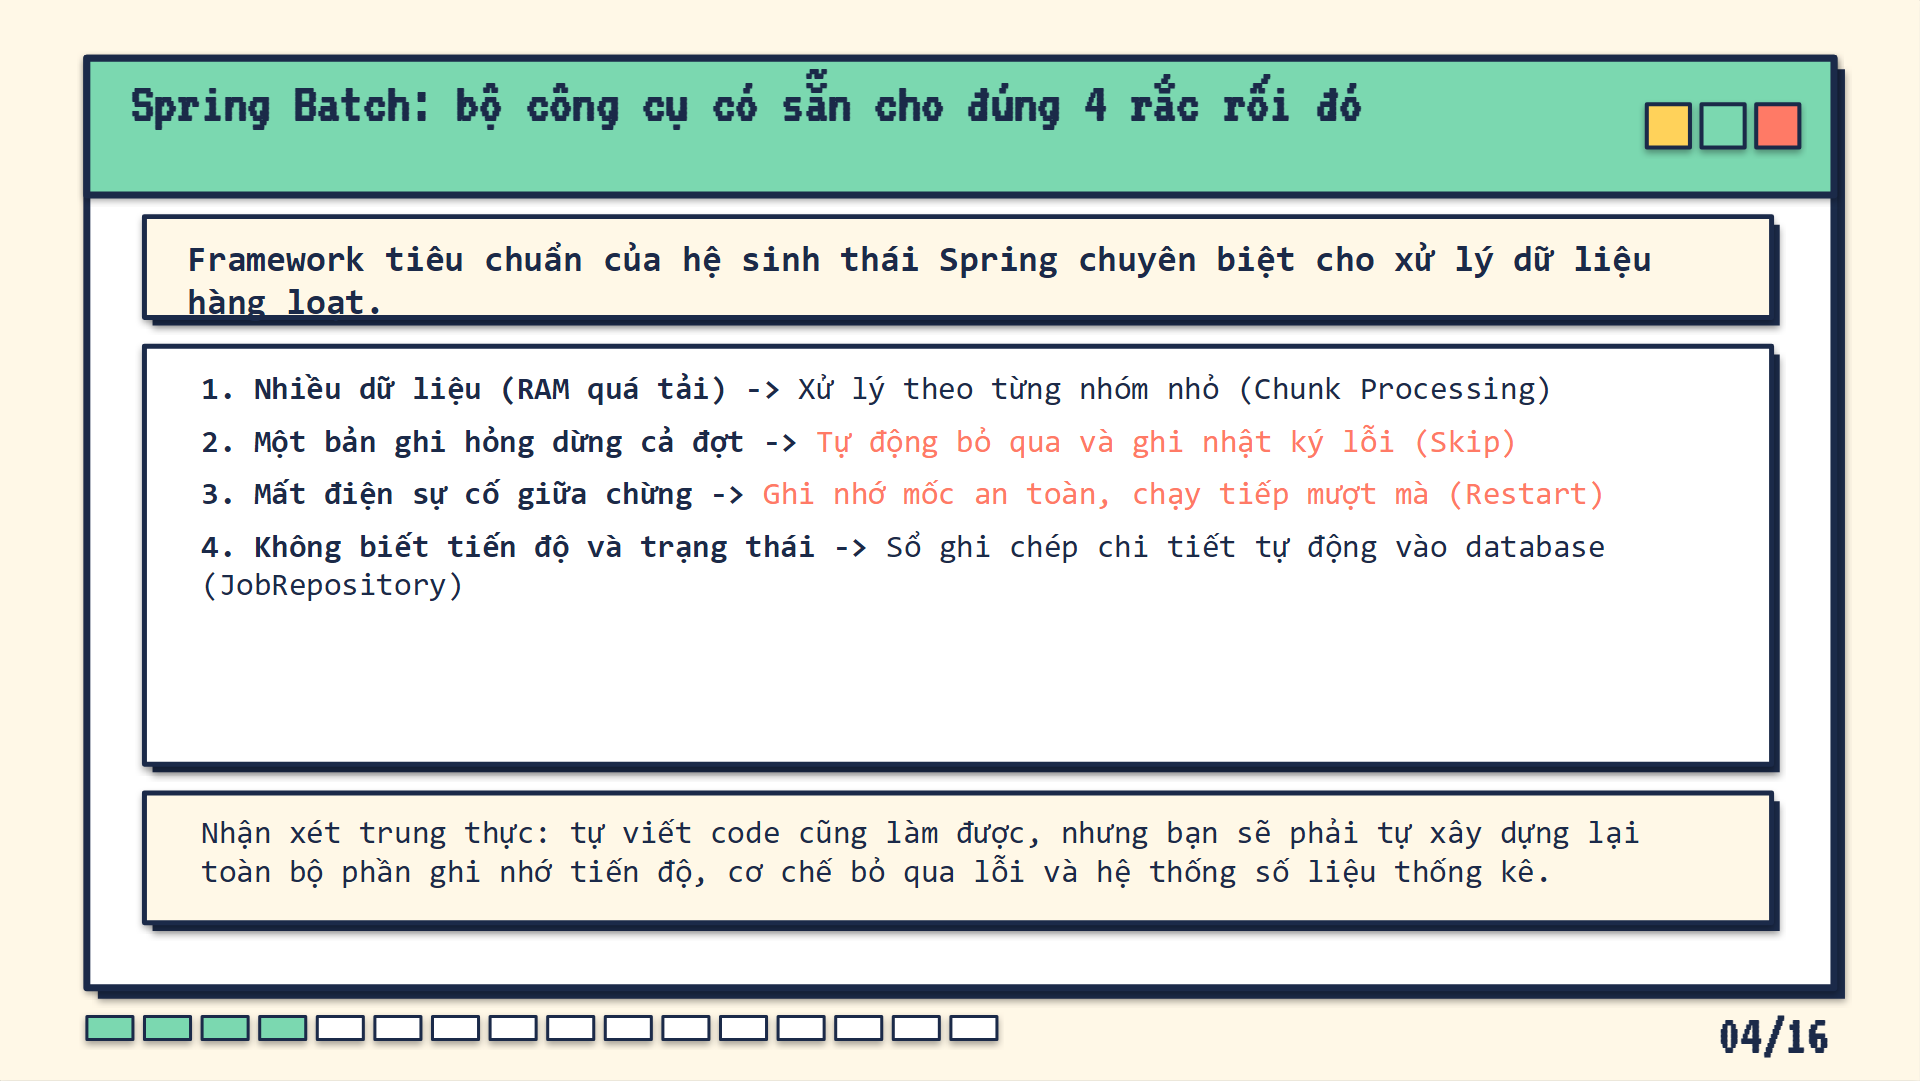 Spring Batch: bộ công cụ có sẵn cho đúng 4 rắc rối đó
Framework tiêu chuẩn của hệ sinh thái Spring chuyên biệt cho xử lý dữ liệu
hàng loạt.
1. Nhiều dữ liệu (RAM quá tải) -> Xử lý theo từng nhóm nhỏ (Chunk Processing)
2. Một bản ghi hỏng dừng cả đợt -> Tự động bỏ qua và ghi nhật ký lỗi (Skip)
3. Mất điện sự cố giữa chừng -> Ghi nhớ mốc an toàn, chạy tiếp mượt mà (Restart)
4. Không biết tiến độ và trạng thái -> Sổ ghi chép chi tiết tự động vào database
(JobRepository)
Nhận xét trung thực: tự viết code cũng làm được, nhưng bạn sẽ phải tự xây dựng lại
toàn bộ phần ghi nhớ tiến độ, cơ chế bỏ qua lỗi và hệ thống số liệu thống kê.
04/16